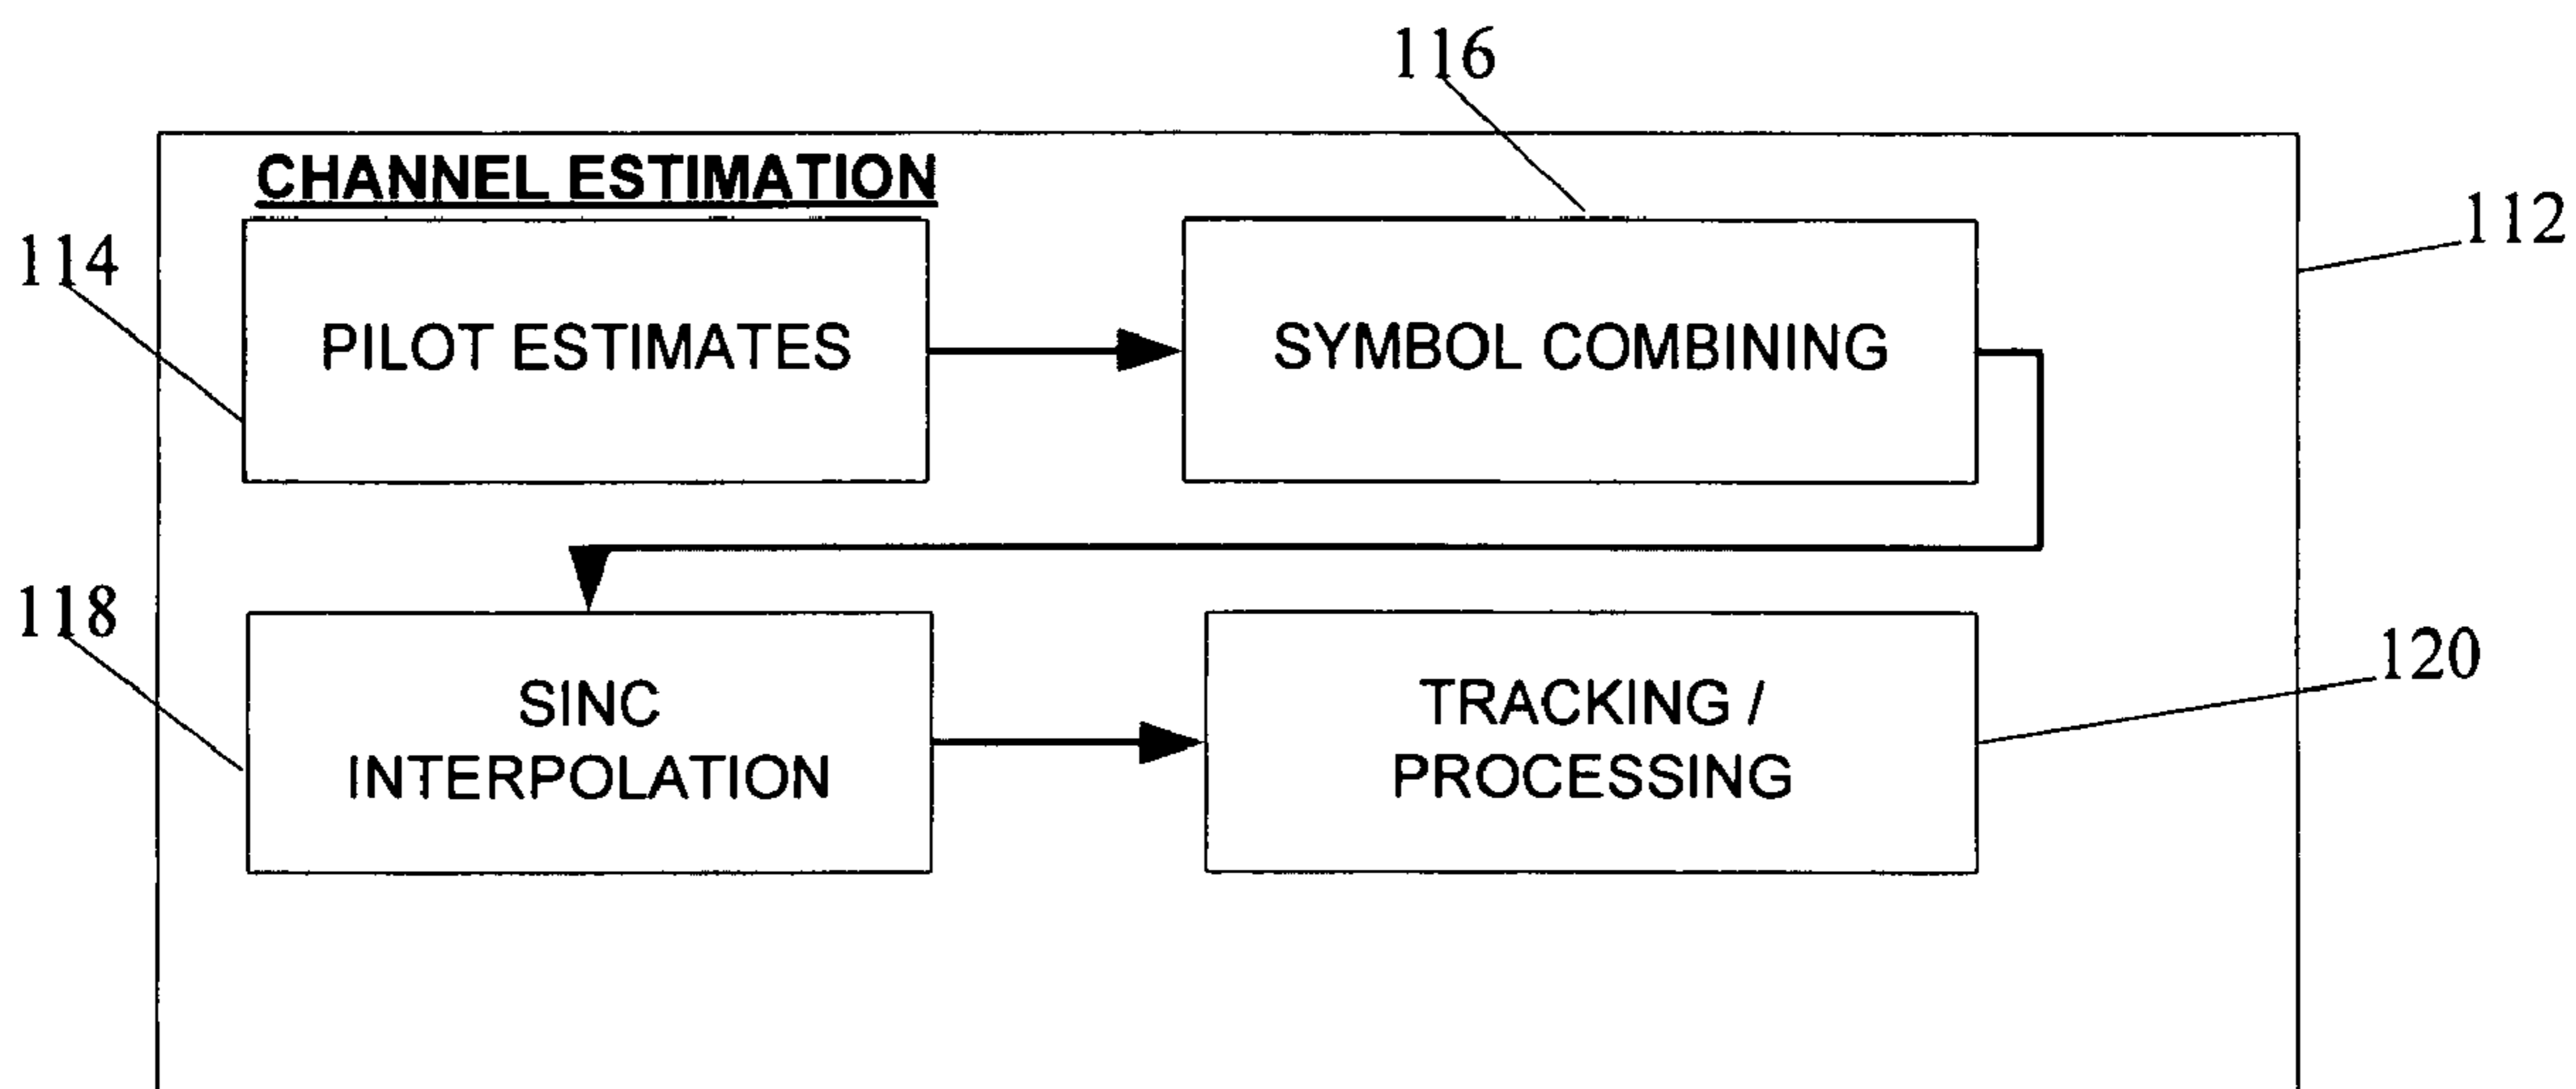 116
CHANNEL ESTIMATION
112
114
PILOT ESTIMATES
SYMBOL COMBINING
118
120
SINC
INTERPOLATION
TRACKING /
PROCESSING